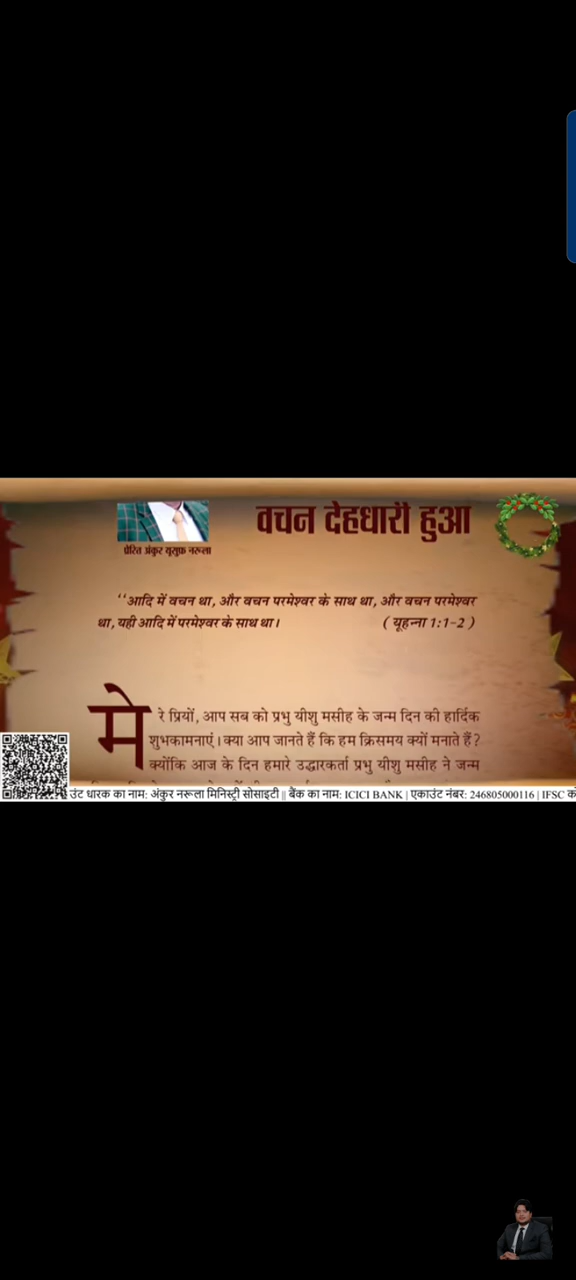 वचन देहधारी हुआ
प्रेरित अंकुर यूसुफ़ नरूला
‘‘आदि में वचन था, और वचन परमेश्वर के साथ था, और वचन परमेश्वर
था, यही आदि में परमेश्वर के साथ था। ( यूहन्ना 1:1-2 )
मेरे प्रियों, आप सब को प्रभु यीशु मसीह के जन्म दिन की हार्दिक
शुभकामनाएं। क्या आप जानते हैं कि हम क्रिसमय क्यों मनाते हैं?
क्योंकि आज के दिन हमारे उद्धारकर्ता प्रभु यीशु मसीह ने जन्म
उंट धारक का नाम: अंकुर नरूला मिनिस्ट्री सोसाइटी || बैंक का नाम: ICICI BANK | एकाउंट नंबर: 246805000116 | IFSC को